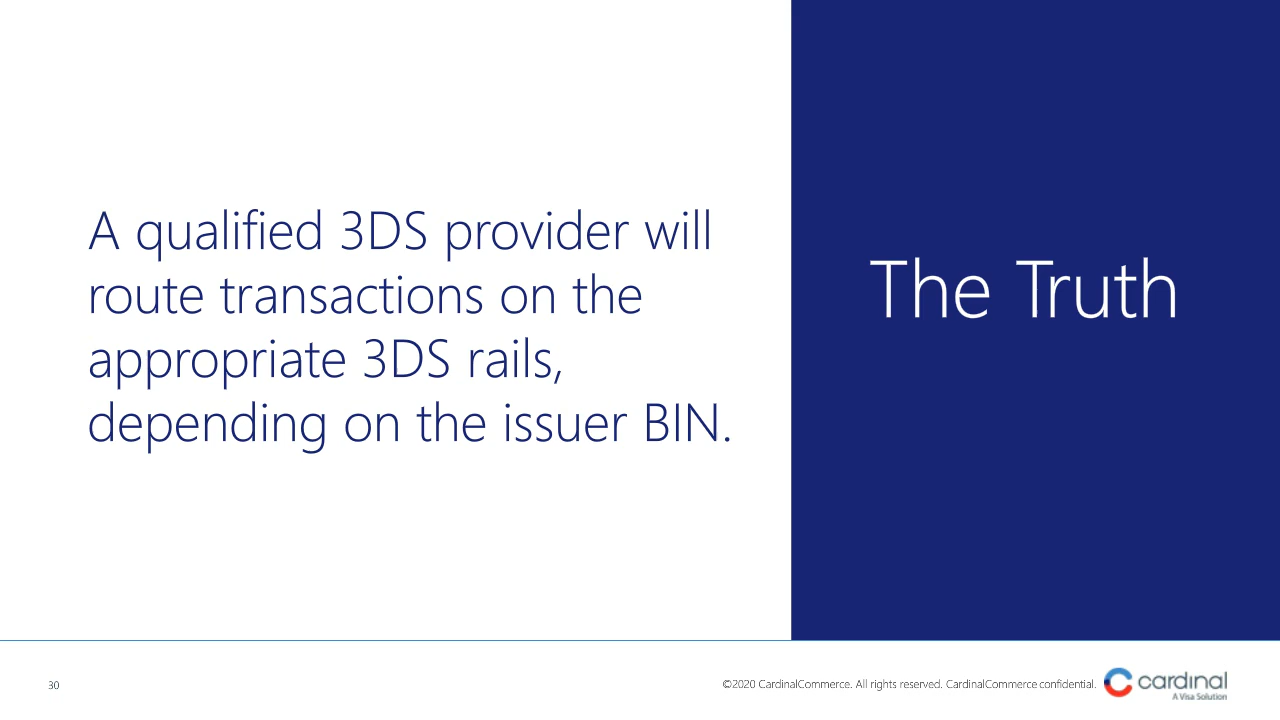 A qualified 3DS provider will
route transactions on the
appropriate 3DS rails,
depending on the issuer BIN.
The Truth
30
©2020 CardinalCommerce. All rights reserved. CardinalCommerce confidential.
cardinal
A Visa Solution